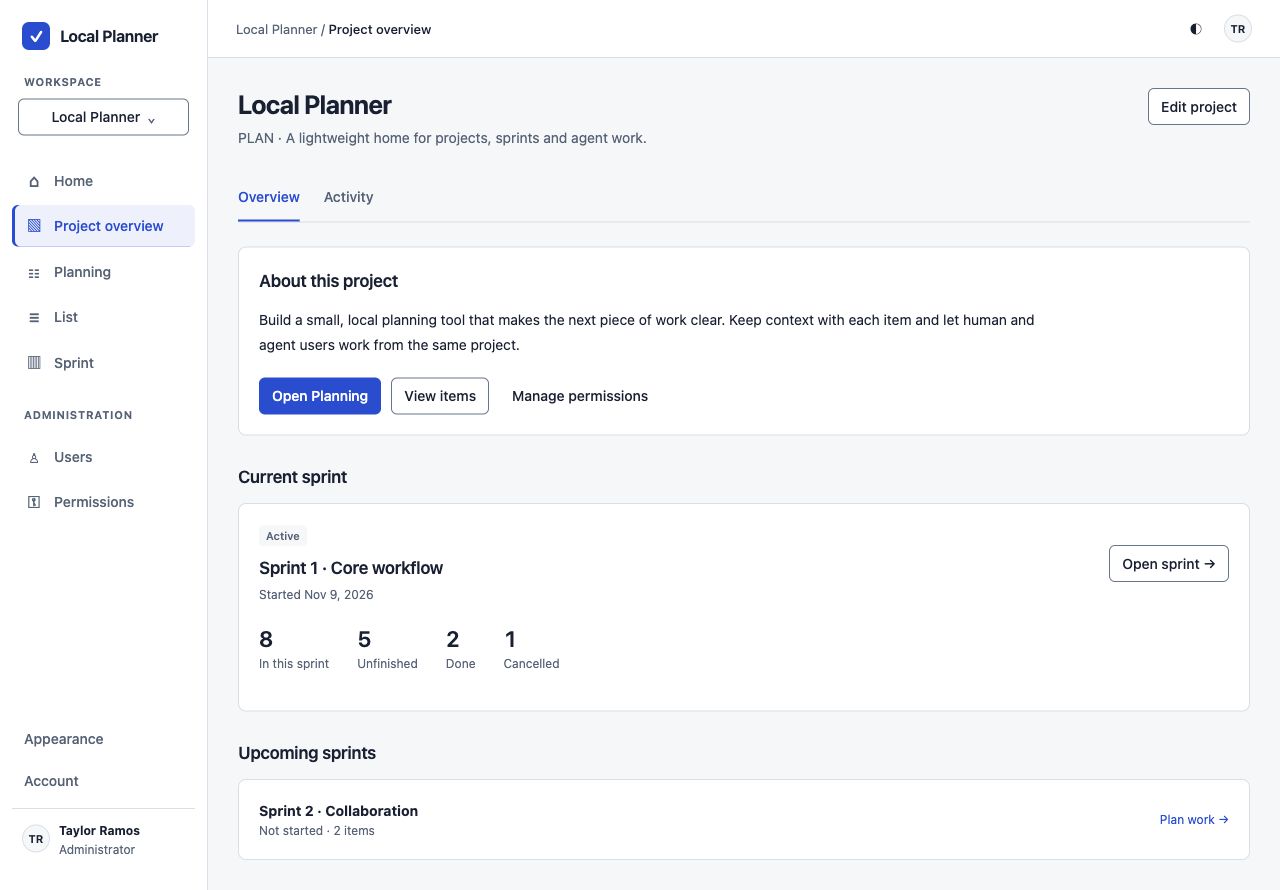 Local Planner
WORKSPACE
Local Planner
Home
Project overview
Planning
List
Sprint
ADMINISTRATION
Users
Permissions
Appearance
Account
TR
Taylor Ramos
Administrator
Local Planner / Project overview
TR
Local Planner
Edit project
PLAN · A lightweight home for projects, sprints and agent work.
Overview
Activity
About this project
Build a small, local planning tool that makes the next piece of work clear. Keep context with each item and let human and
agent users work from the same project.
Open Planning
View items
Manage permissions
Current sprint
Active
Sprint 1 · Core workflow
Started Nov 9, 2026
Open sprint →
8
In this sprint
5
Unfinished
2
Done
1
Cancelled
Upcoming sprints
Sprint 2 · Collaboration
Not started · 2 items
Plan work →